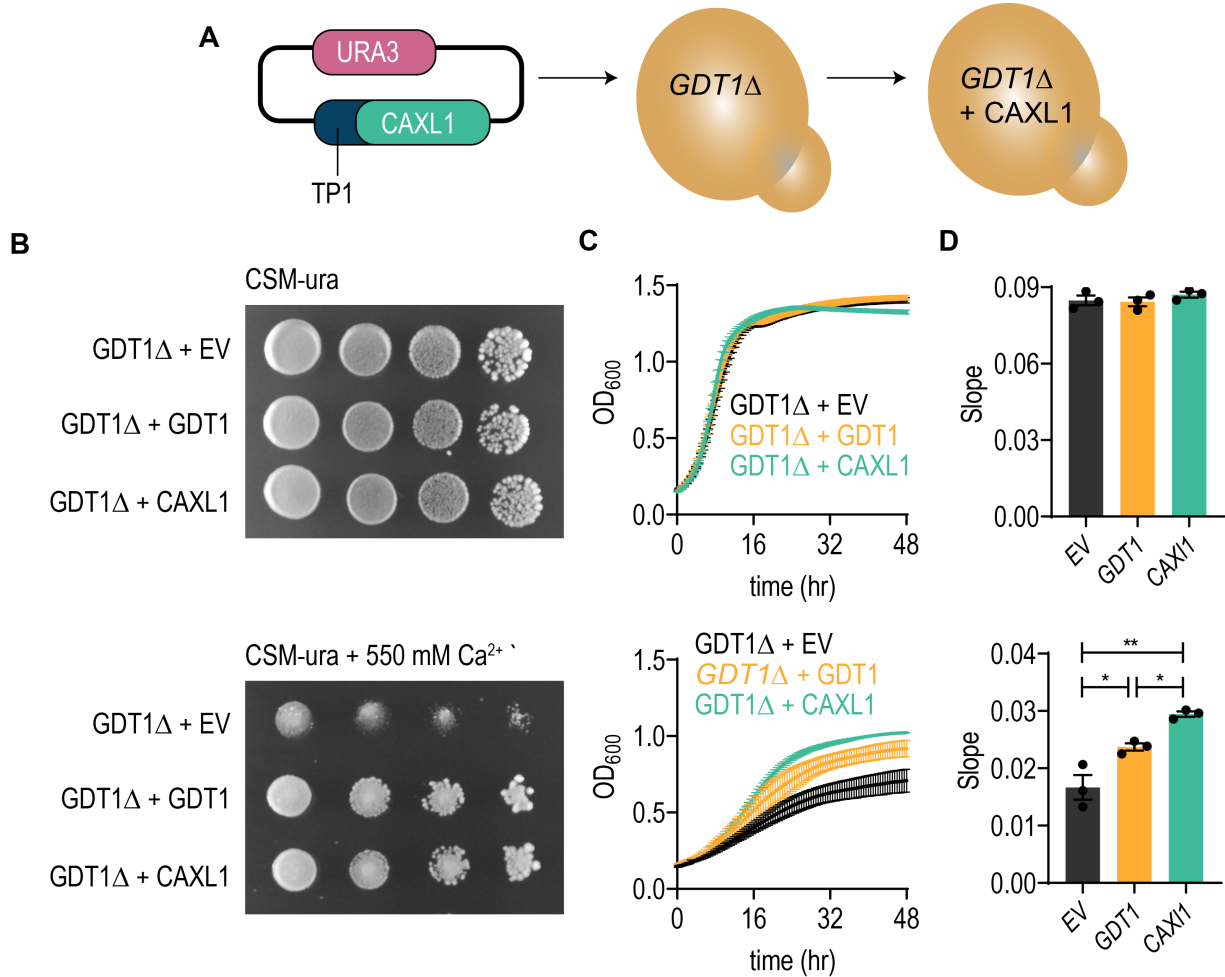 A
URA3
CAXL1
TP1
GDT1Δ
GDT1Δ
+ CAXL1
B
CSM-ura
GDT1Δ + EV
GDT1Δ + GDT1
GDT1Δ + CAXL1
CSM-ura + 550 mM Ca²⁺ `
GDT1Δ + EV
GDT1Δ + GDT1
GDT1Δ + CAXL1
C
1.5
1.0
0.5
0.0
OD₆₀₀
GDT1Δ + EV
GDT1Δ + GDT1
GDT1Δ + CAXL1
0 16 32 48
time (hr)
GDT1Δ + EV
GDT1Δ + GDT1
GDT1Δ + CAXL1
1.5
1.0
0.5
0.0
OD₆₀₀
0 16 32 48
time (hr)
D
0.09
0.06
0.03
0.00
Slope
EV GDT1 CAXl1
**
* *
0.04
0.03
0.02
0.01
0.00
Slope
EV GDT1 CAXl1